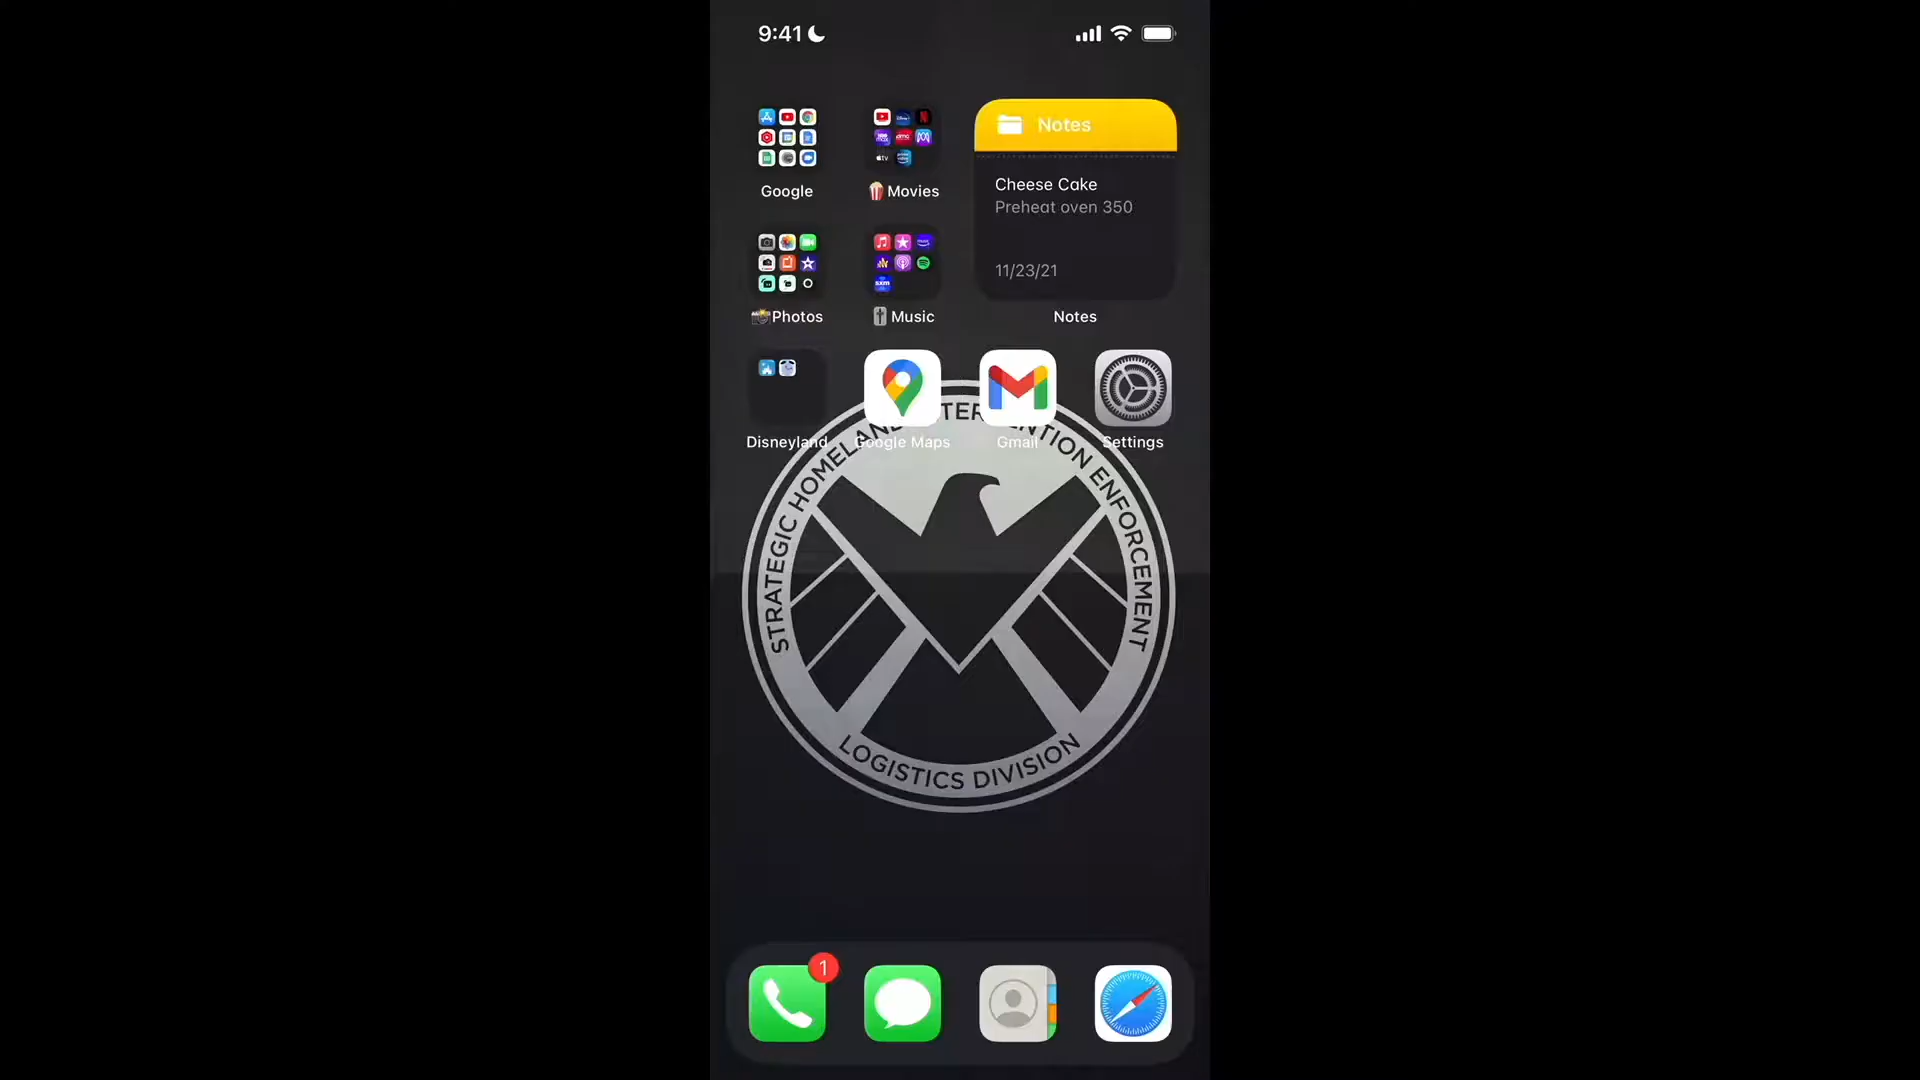 9:41
Notes
Cheese Cake
Preheat oven 350
11/23/21
Notes
Google
Movies
Photos
Music
Disneyland
Google Maps
Gmail
Settings
STRATEGIC HOMELAND INTERVENTION ENFORCEMENT
LOGISTICS DIVISION
1